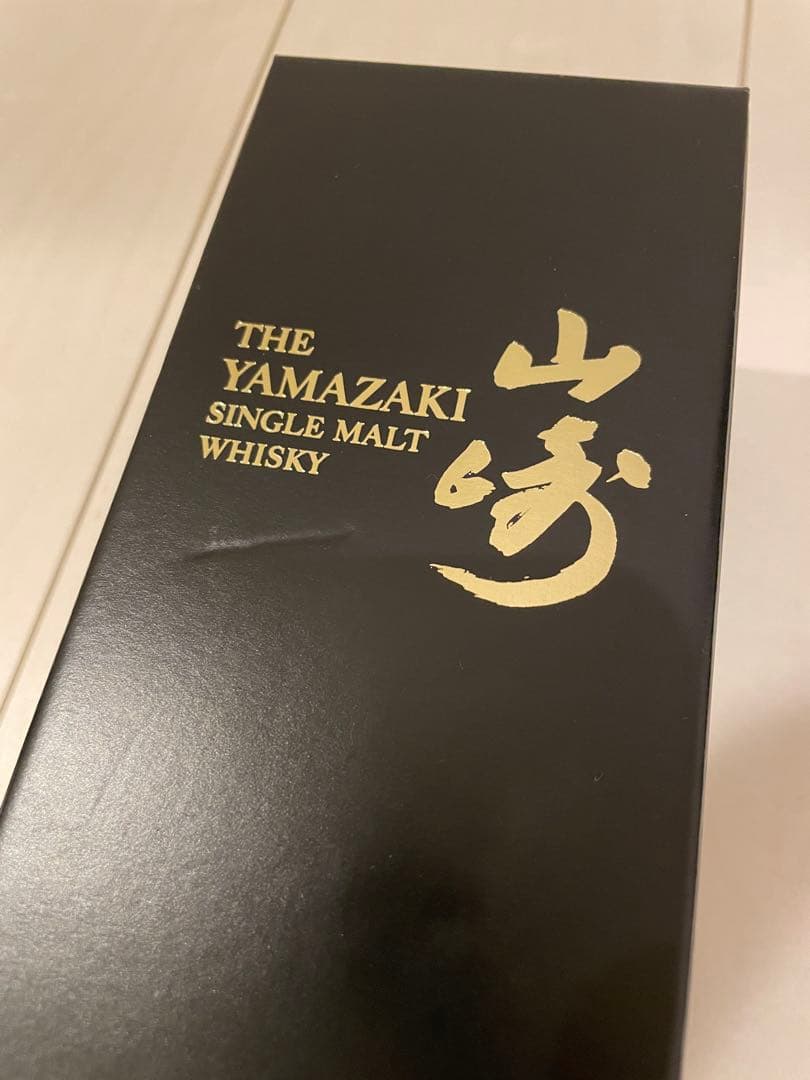 THE
YAMAZAKI
SINGLE MALT
WHISKY
山崎